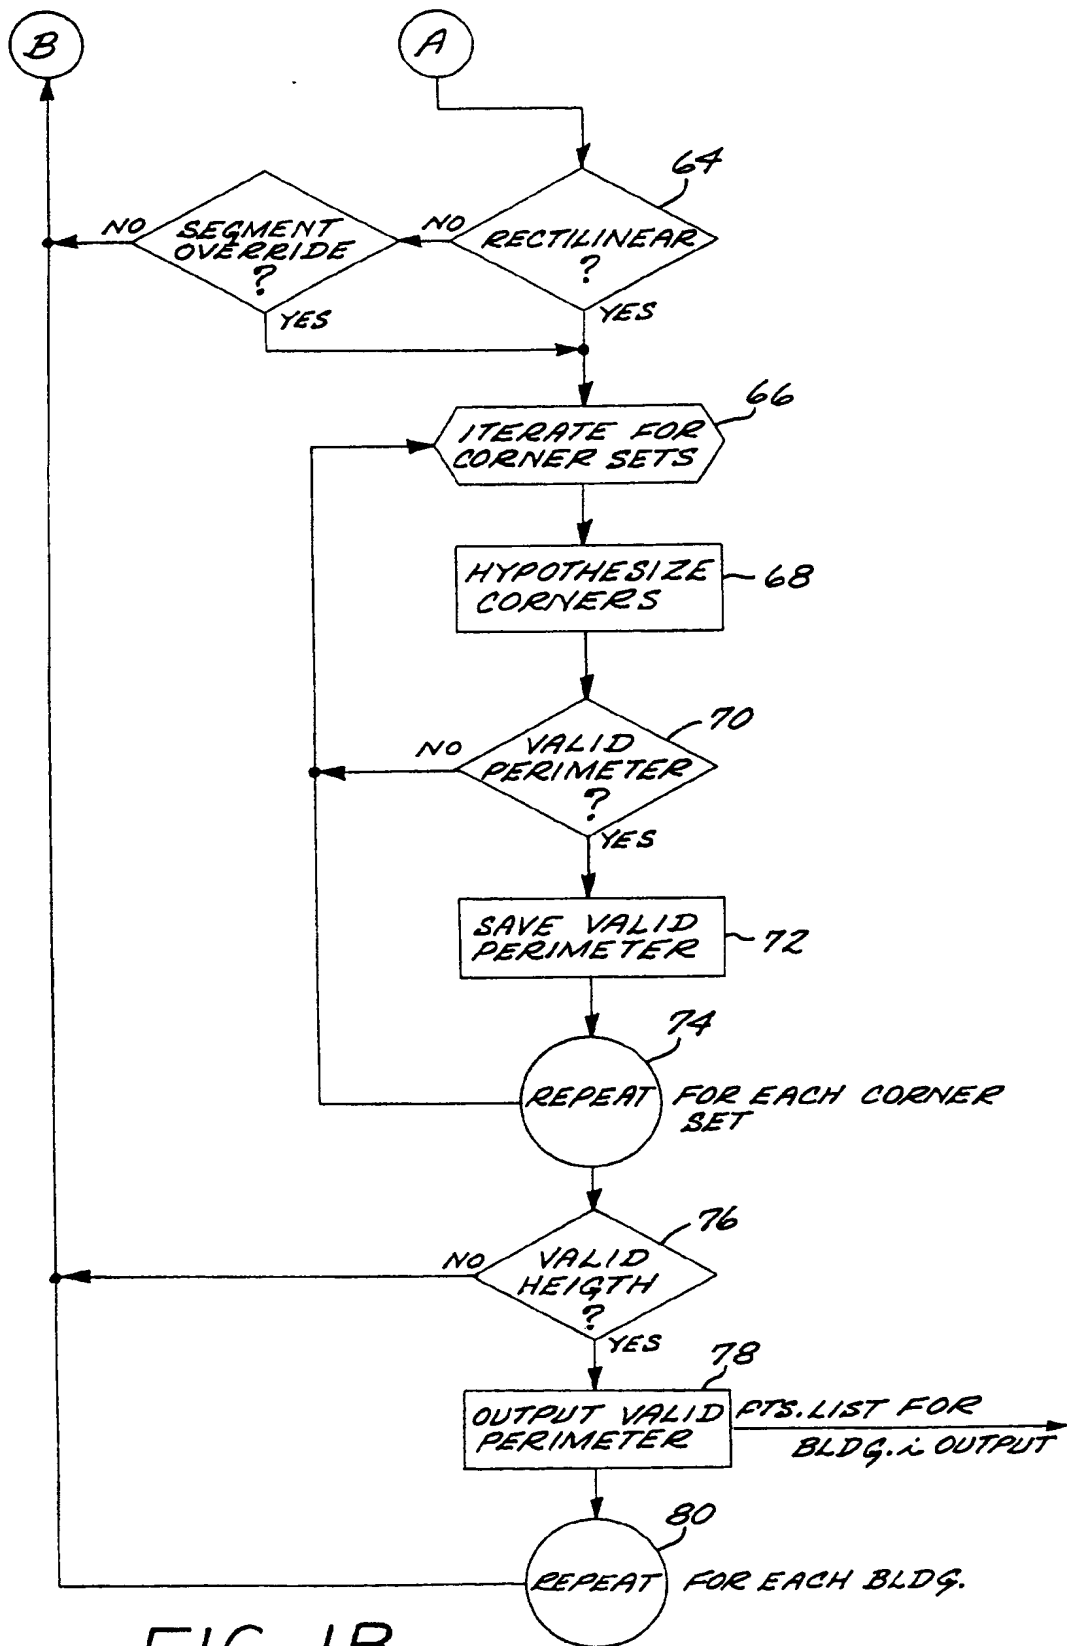 B
A
64
NO
SEGMENT
OVERRIDE
?
NO
RECTILINEAR
?
YES
YES
66
ITERATE FOR
CORNER SETS
HYPOTHESIZE
CORNERS
68
70
NO
VALID
PERIMETER
?
YES
SAVE VALID
PERIMETER
72
74
REPEAT FOR EACH CORNER
SET
76
NO
VALID
HEIGTH
?
YES
78
OUTPUT VALID
PERIMETER
PTS. LIST FOR
BLDG. i OUTPUT
80
REPEAT FOR EACH BLDG.
FIG. 1B